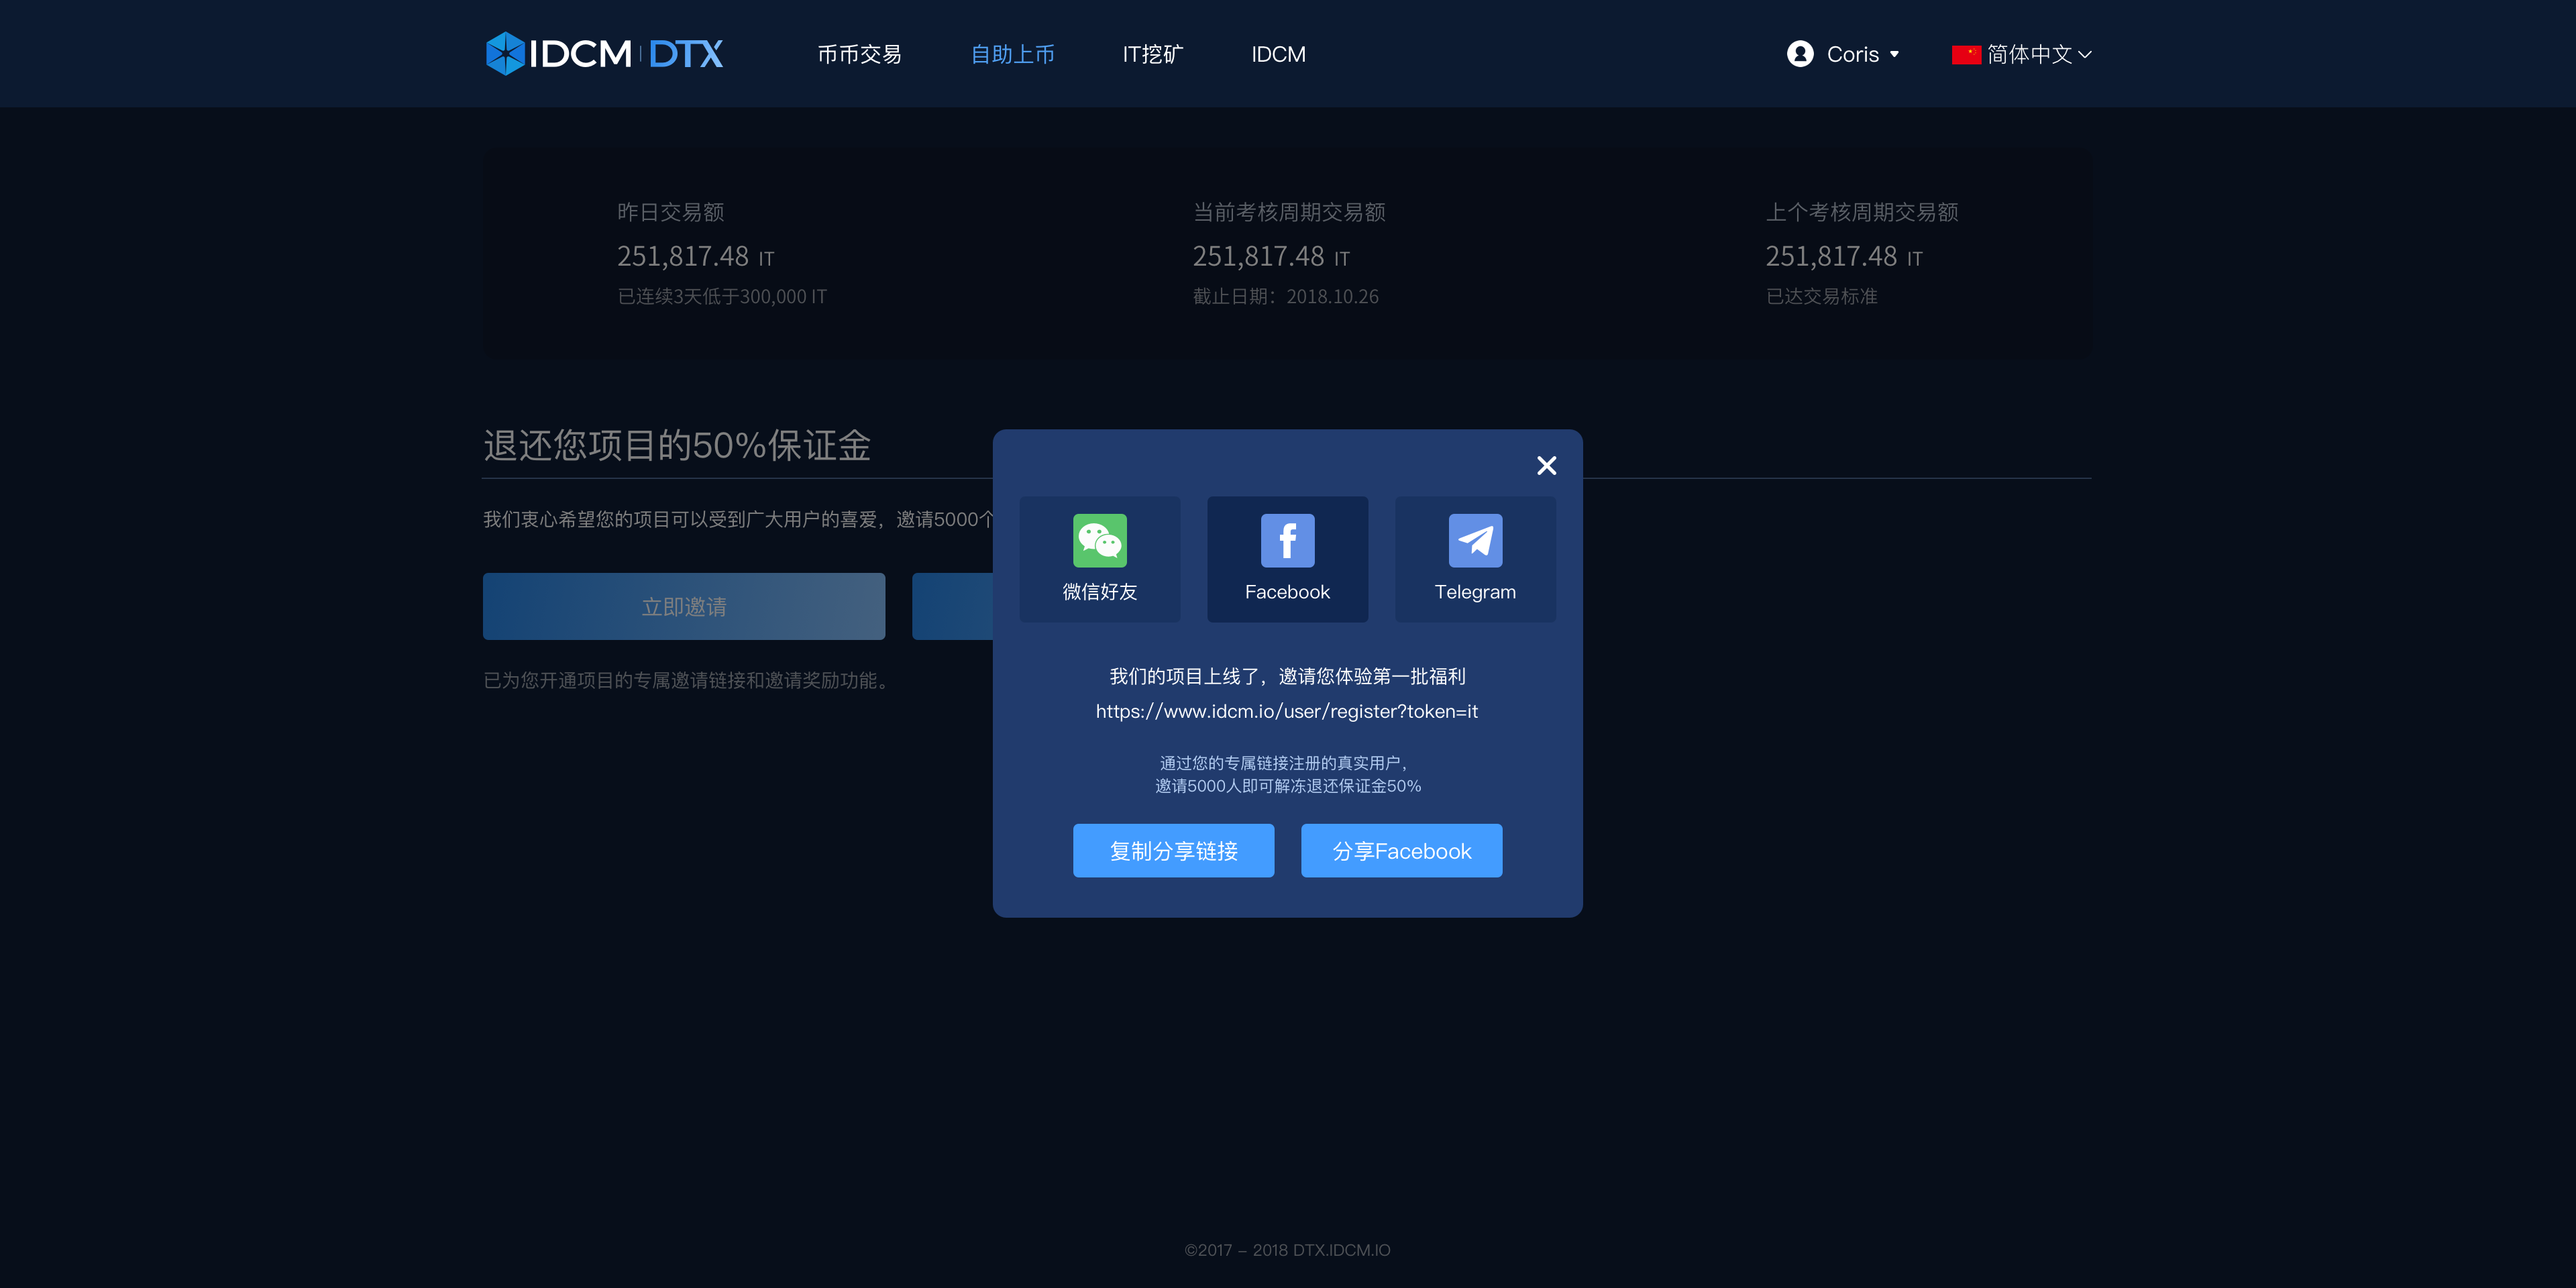 IDCM | DTX 币币交易 自助上币 IT挖矿 IDCM Coris 简体中文
昨日交易额 当前考核周期交易额 上个考核周期交易额
251,817.48 IT 251,817.48 IT 251,817.48 IT
已连续3天低于300,000 IT 截止日期：2018.10.26 已达交易标准
退还您项目的50%保证金
我们衷心希望您的项目可以受到广大用户的喜爱，邀请5000个
立即邀请
已为您开通项目的专属邀请链接和邀请奖励功能。
微信好友 Facebook Telegram
我们的项目上线了，邀请您体验第一批福利
https://www.idcm.io/user/register?token=it
通过您的专属链接注册的真实用户，
邀请5000人即可解冻退还保证金50%
复制分享链接 分享Facebook
©2017 – 2018 DTX.IDCM.IO